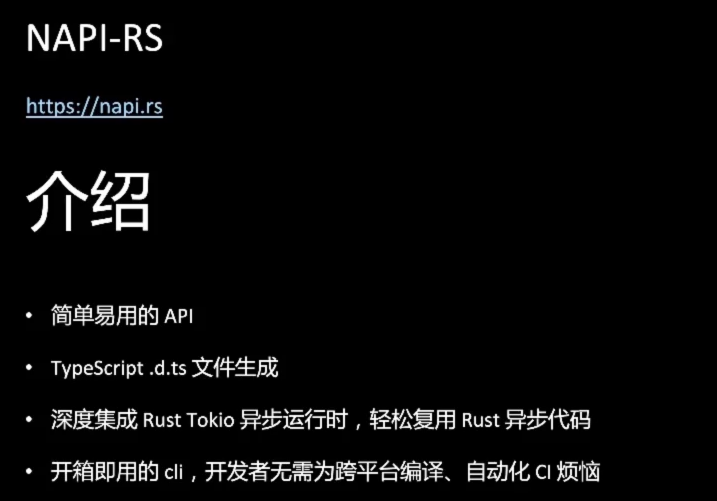 NAPI-RS
https://napi.rs
介绍
• 简单易用的 API
• TypeScript .d.ts 文件生成
• 深度集成 Rust Tokio 异步运行时，轻松复用 Rust 异步代码
• 开箱即用的 cli，开发者无需为跨平台编译、自动化 CI 烦恼